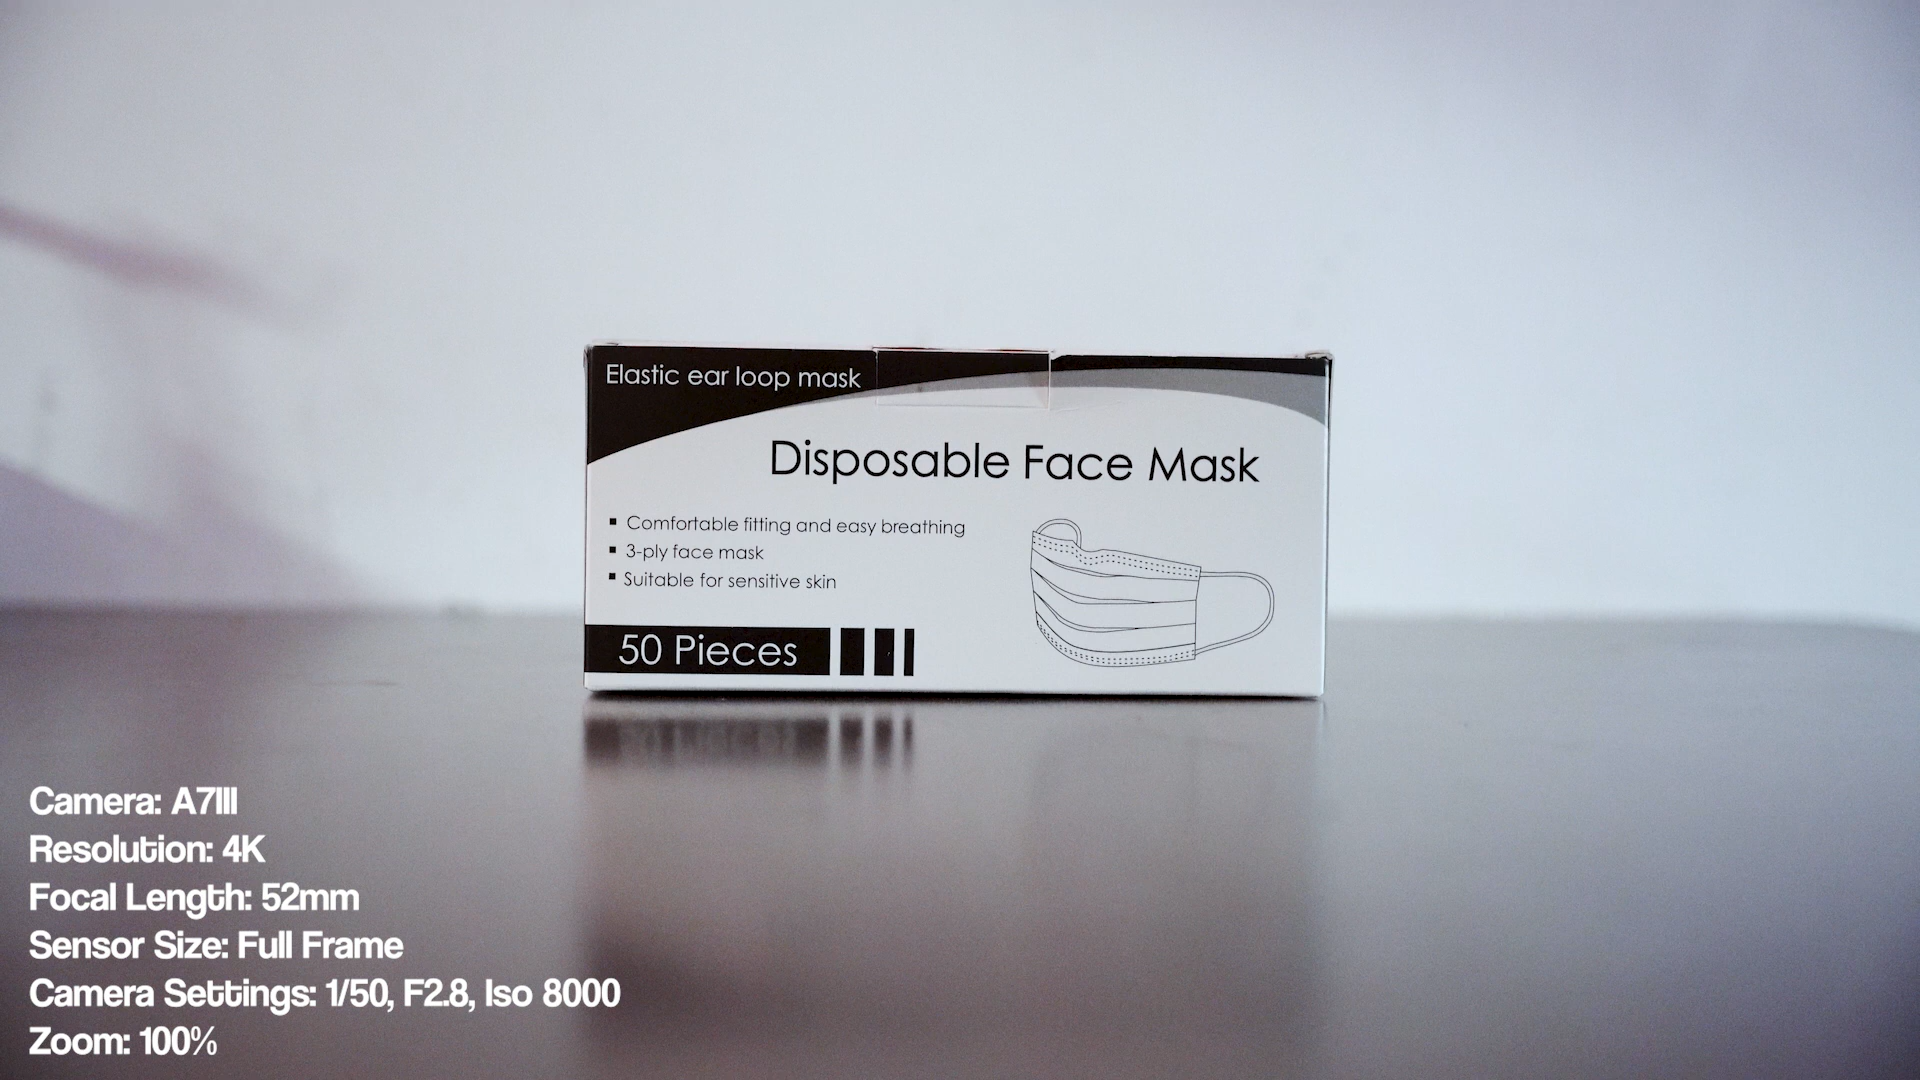 Elastic ear loop mask
Disposable Face Mask
▪ Comfortable fitting and easy breathing
▪ 3-ply face mask
▪ Suitable for sensitive skin
50 Pieces
Camera: A7III
Resolution: 4K
Focal Length: 52mm
Sensor Size: Full Frame
Camera Settings: 1/50, F2.8, Iso 8000
Zoom: 100%